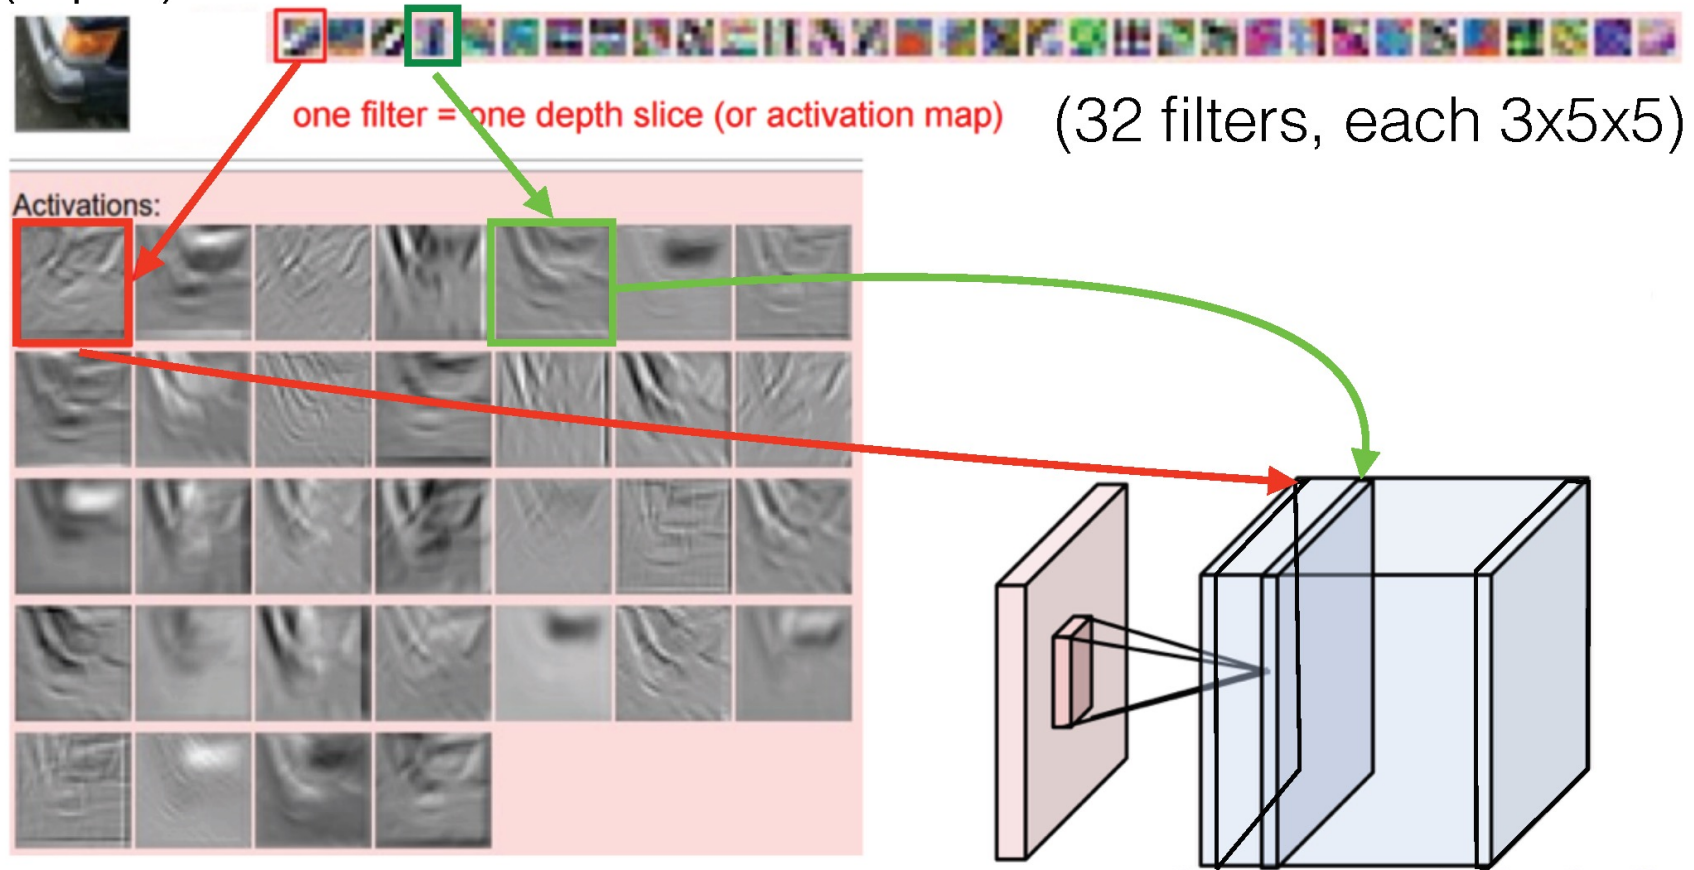 one filter = one depth slice (or activation map)
(32 filters, each 3x5x5)
Activations: